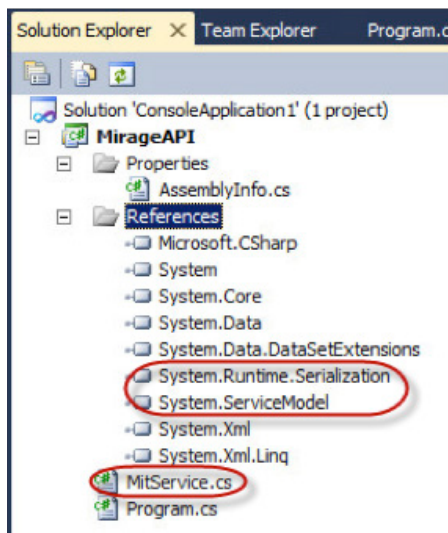 Solution Explorer Team Explorer Program.c
Solution 'ConsoleApplication1' (1 project)
MirageAPI
Properties
AssemblyInfo.cs
References
Microsoft.CSharp
System
System.Core
System.Data
System.Data.DataSetExtensions
System.Runtime.Serialization
System.ServiceModel
System.Xml
System.Xml.Linq
MitService.cs
Program.cs